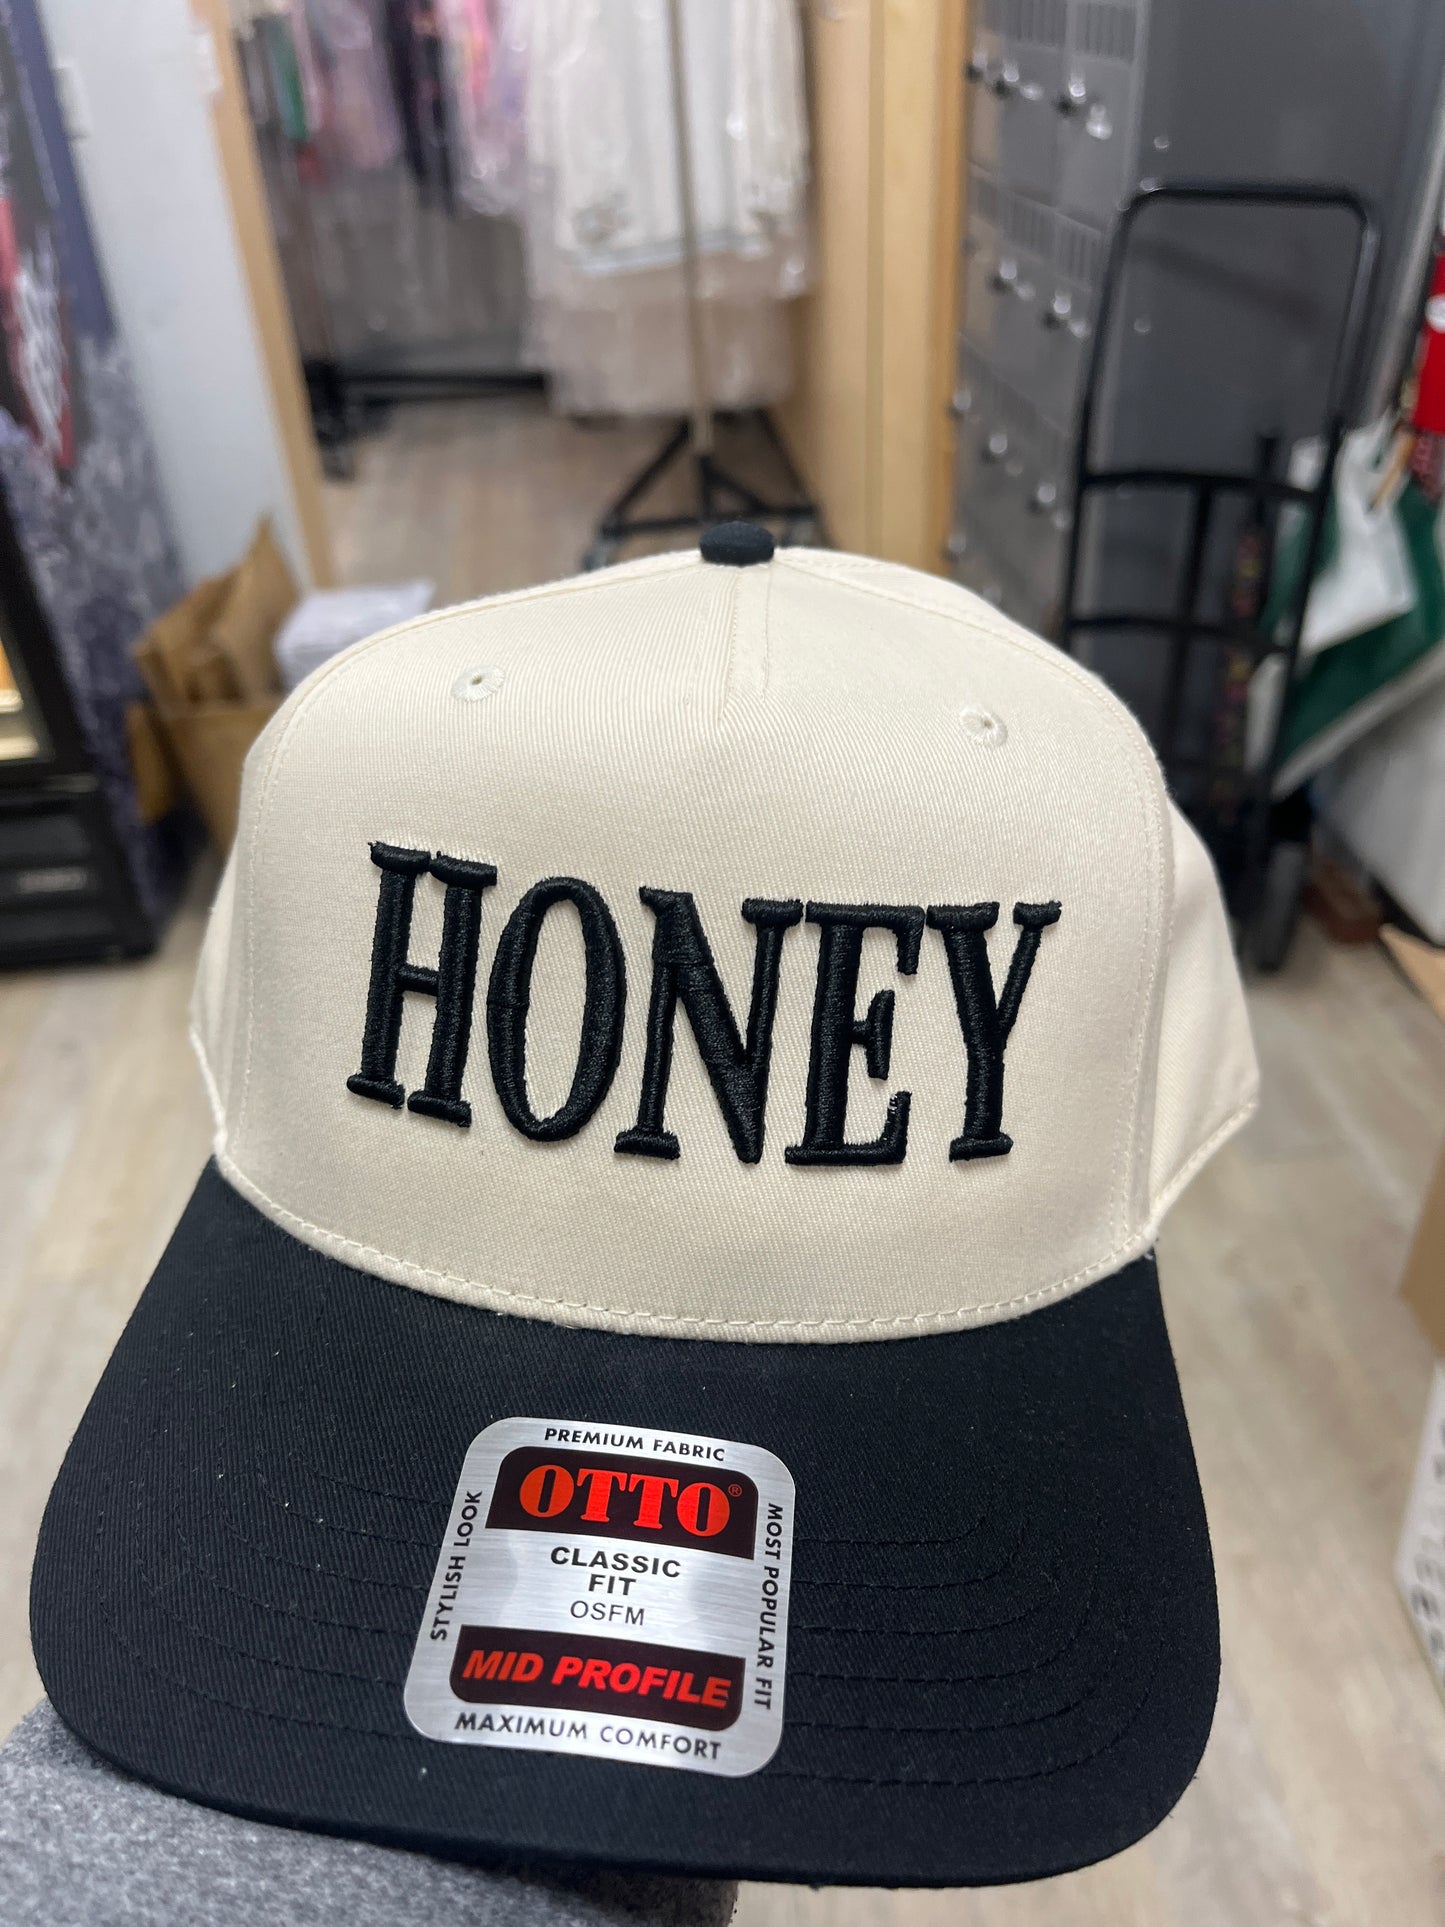 HONEY
PREMIUM FABRIC
OTTO®
STYLISH LOOK
CLASSIC
FIT
OSFM
MOST POPULAR FIT
MID PROFILE
MAXIMUM COMFORT